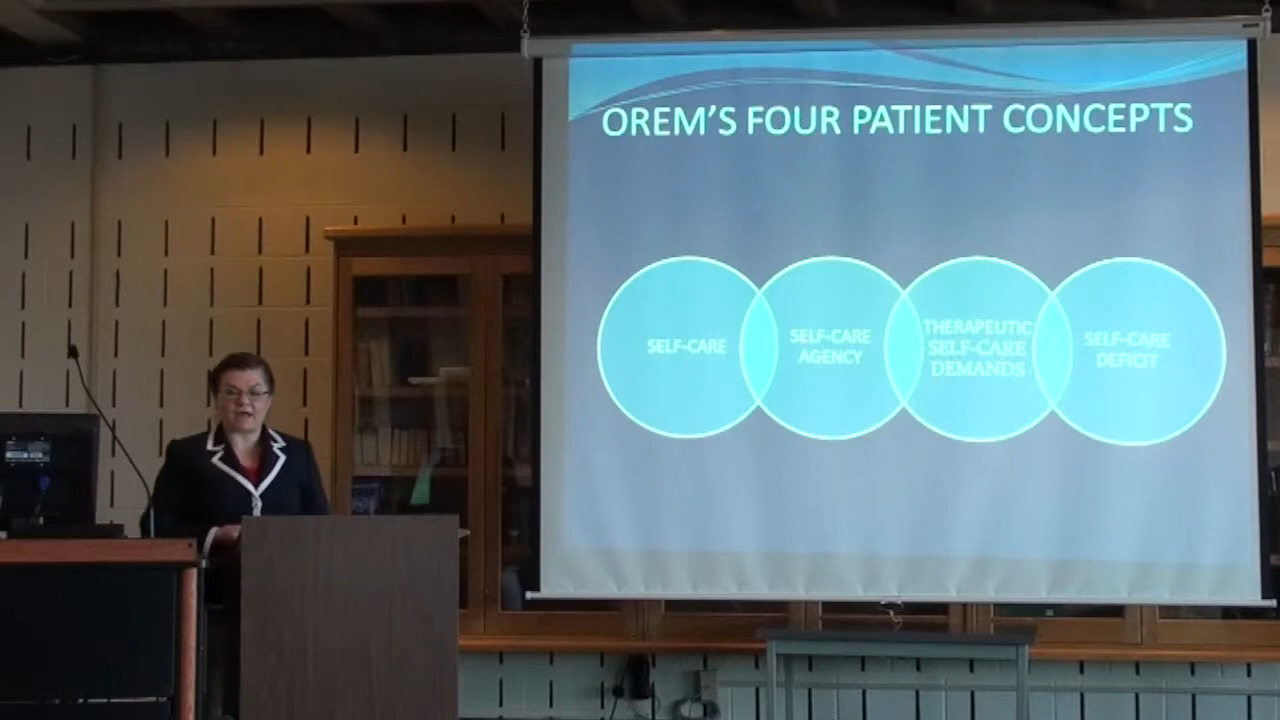 OREM'S FOUR PATIENT CONCEPTS
SELF-CARE
SELF-CARE
AGENCY
THERAPEUTIC
SELF-CARE
DEMANDS
SELF-CARE
DEFICIT